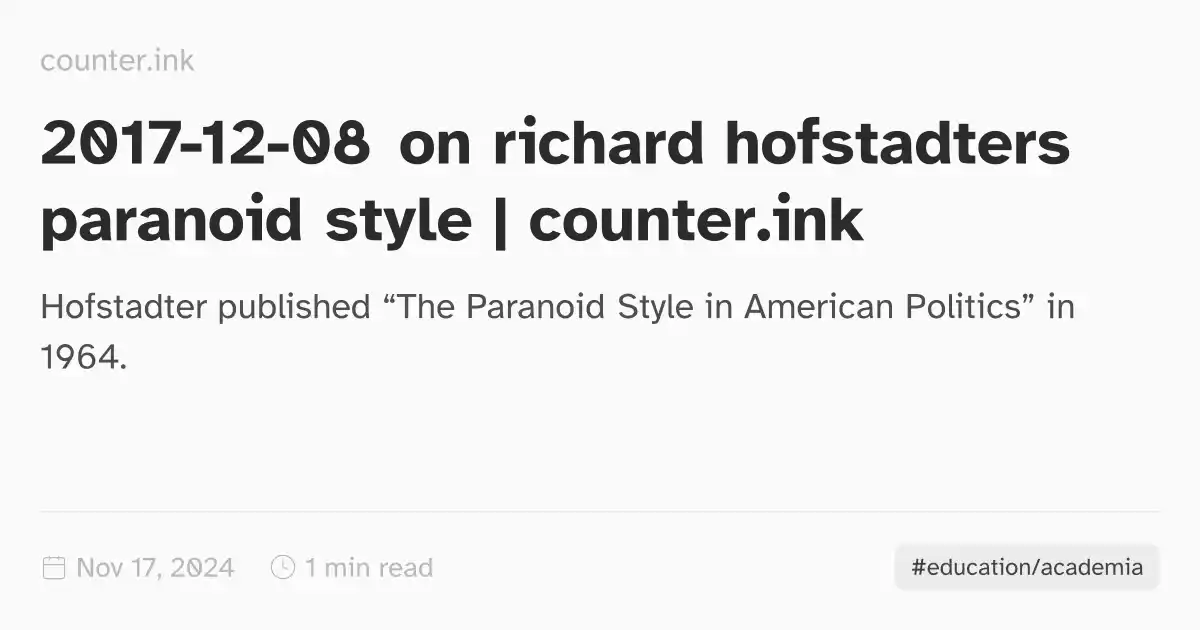 counter.ink
2017-12-08 on richard hofstadters
paranoid style | counter.ink
Hofstadter published “The Paranoid Style in American Politics” in
1964.
Nov 17, 2024 1 min read #education/academia